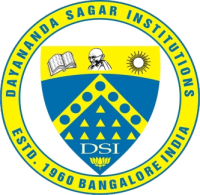 DAYANANDA SAGAR INSTITUTIONS
DSI
ESTD. 1960 BANGALORE INDIA